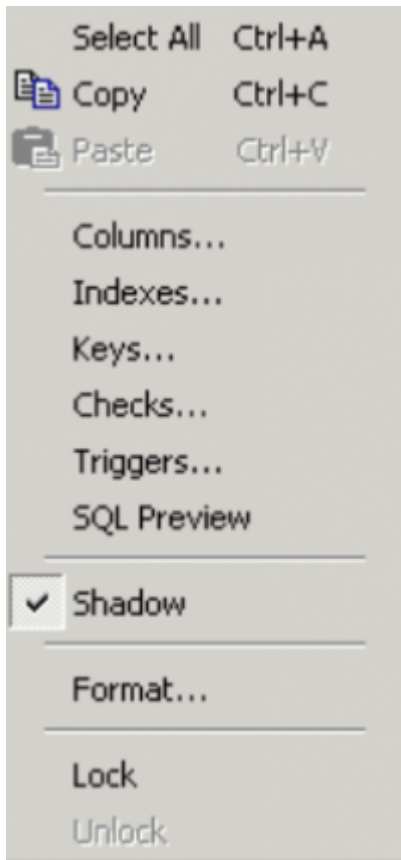 Select All Ctrl+A
Copy Ctrl+C
Paste Ctrl+V
Columns...
Indexes...
Keys...
Checks...
Triggers...
SQL Preview
Shadow
Format...
Lock
Unlock